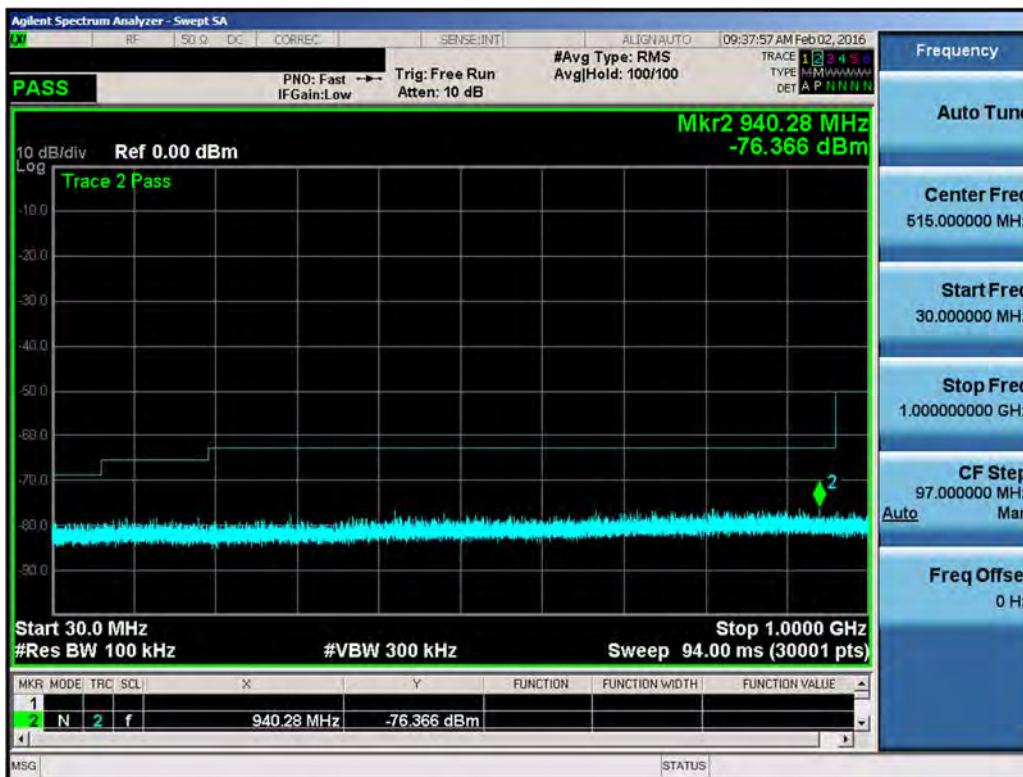 Agilent Spectrum Analyzer - Swept SA
LXI RF 50 Ω DC CORREC SENSE:INT ALIGN AUTO 09:37:57 AM Feb 02, 2016
PASS
PNO: Fast
IFGain:Low
Trig: Free Run
Atten: 10 dB
#Avg Type: RMS
Avg|Hold: 100/100
TRACE 1 2 3 4 5 6
TYPE M M W W W W
DET A P N N N N
Mkr2 940.28 MHz
-76.366 dBm
10 dB/div Ref 0.00 dBm
Log
Trace 2 Pass
-10.0
-20.0
-30.0
-40.0
-50.0
-60.0
-70.0
-80.0
-90.0
2
Start 30.0 MHz Stop 1.0000 GHz
#Res BW 100 kHz #VBW 300 kHz Sweep 94.00 ms (30001 pts)
MKR MODE TRC SCL X Y FUNCTION FUNCTION WIDTH FUNCTION VALUE
1
2 N 2 f 940.28 MHz -76.366 dBm
MSG STATUS
Frequency
Auto Tune
Center Freq
515.000000 MHz
Start Freq
30.000000 MHz
Stop Freq
1.000000000 GHz
CF Step
97.000000 MHz
Auto Man
Freq Offset
0 Hz